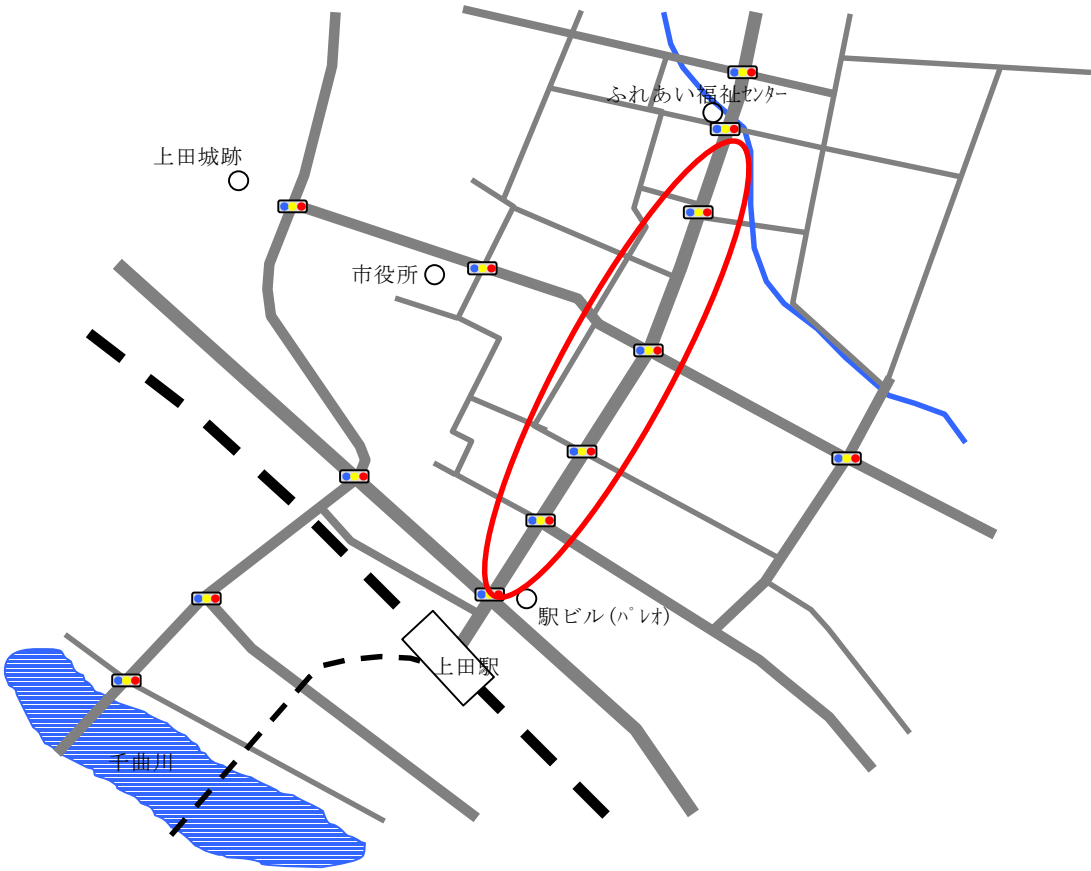 ふれあい福祉ｾﾝﾀｰ
上田城跡
市役所
駅ビル(ﾊﾟﾚｵ)
上田駅
千曲川